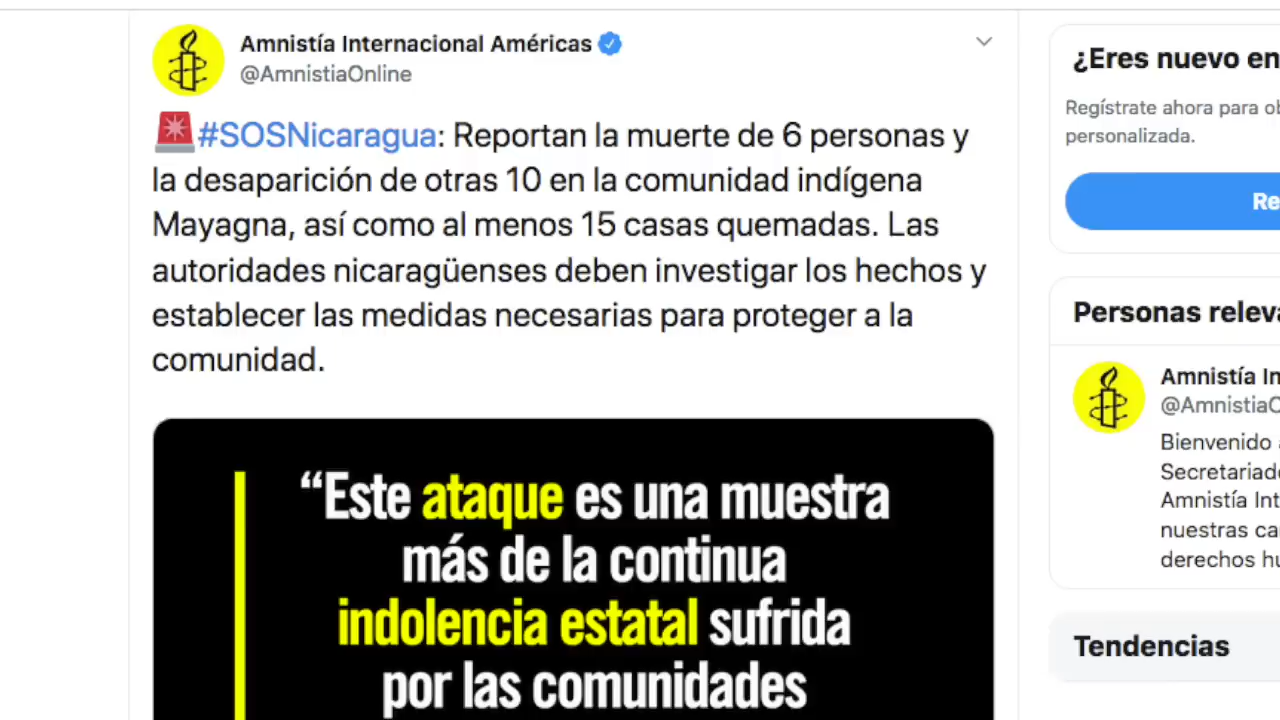 Amnistía Internacional Américas
@AmnistiaOnline
#SOSNicaragua: Reportan la muerte de 6 personas y
la desaparición de otras 10 en la comunidad indígena
Mayagna, así como al menos 15 casas quemadas. Las
autoridades nicaragüenses deben investigar los hechos y
establecer las medidas necesarias para proteger a la
comunidad.
“Este ataque es una muestra
más de la continua
indolencia estatal sufrida
por las comunidades
¿Eres nuevo en
Regístrate ahora para ob
personalizada.
Re
Personas releva
Amnistía In
@AmnistiaO
Bienvenido a
Secretariado
Amnistía Int
nuestras ca
derechos hu
Tendencias